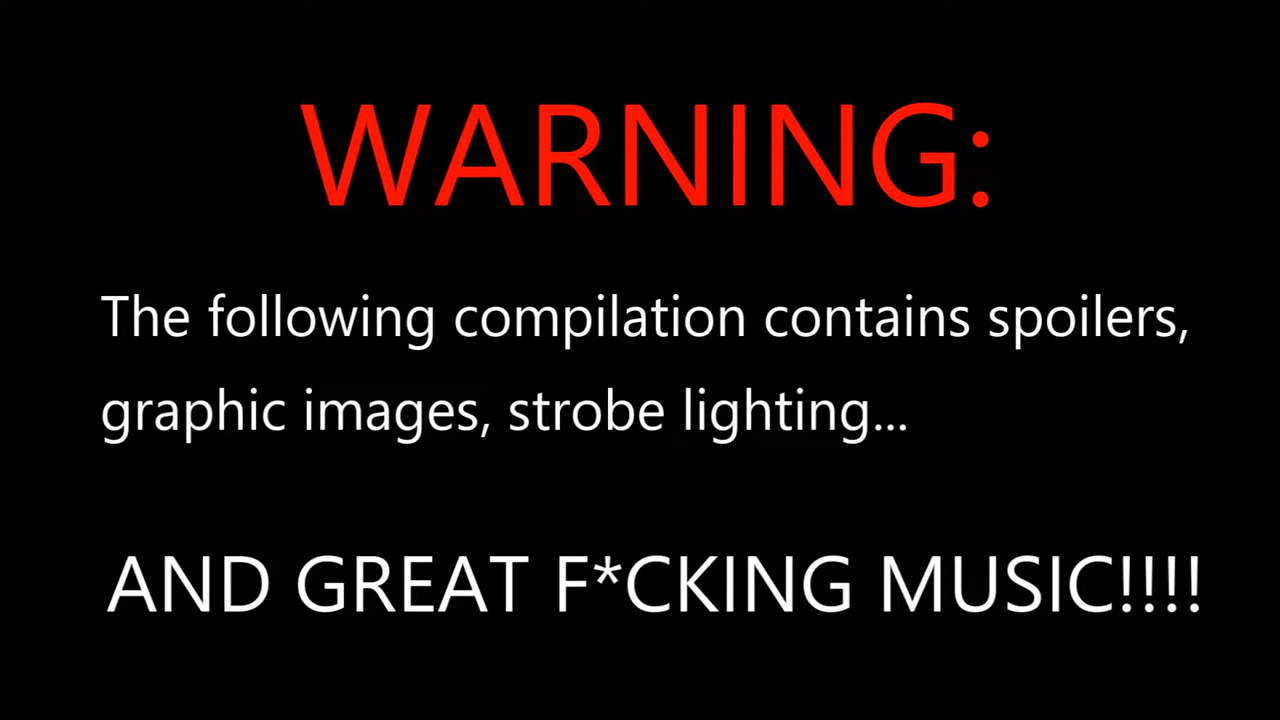 WARNING:
The following compilation contains spoilers,
graphic images, strobe lighting...
AND GREAT F*CKING MUSIC!!!!